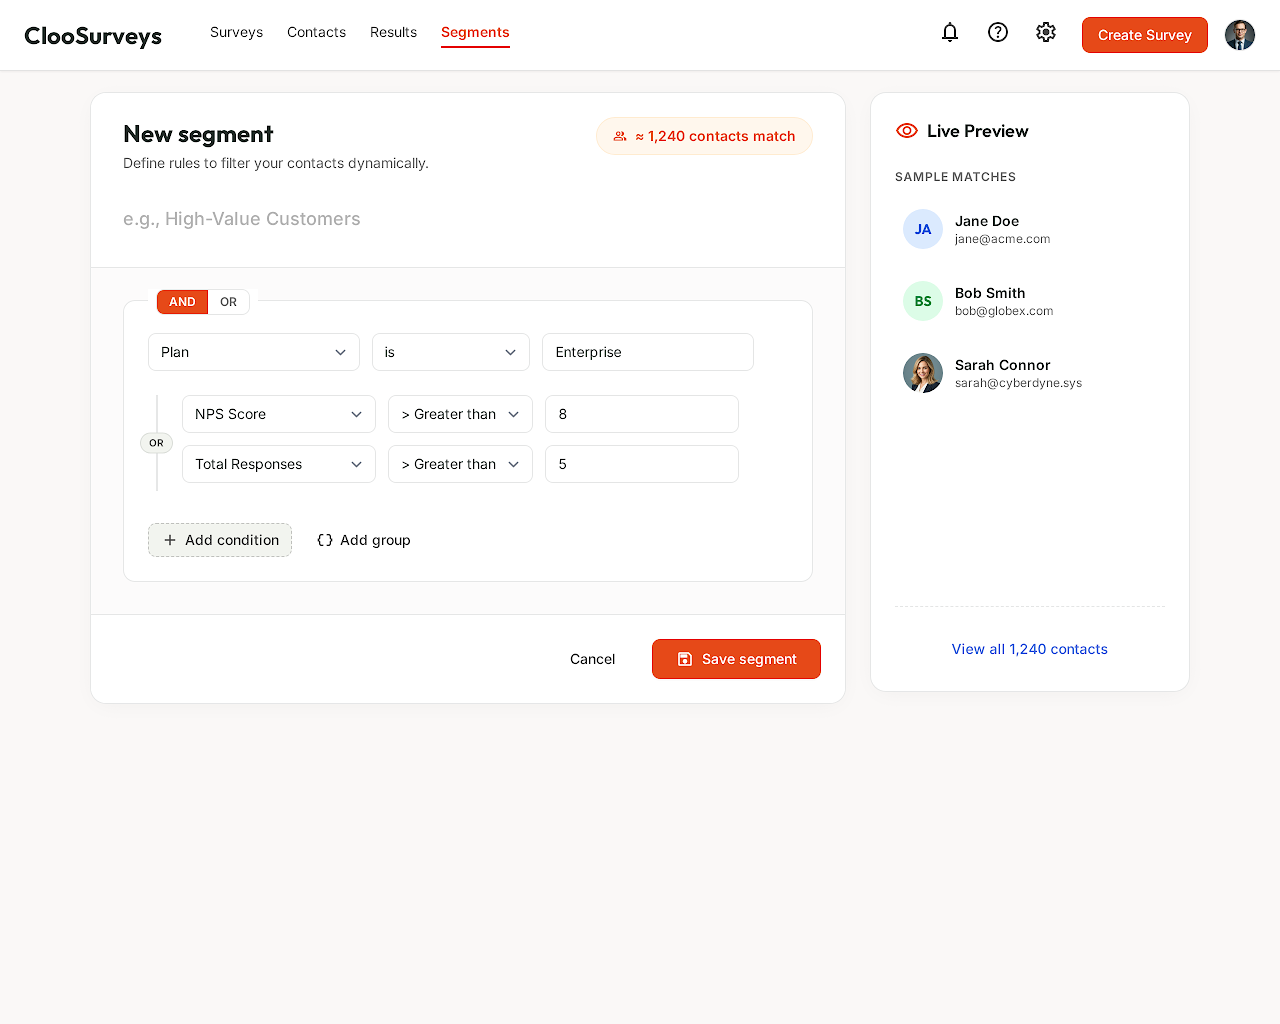 ClooSurveys
Surveys
Contacts
Results
Segments
Create Survey
New segment
Define rules to filter your contacts dynamically.
≈ 1,240 contacts match
e.g., High-Value Customers
AND
OR
Plan
is
Enterprise
OR
NPS Score
> Greater than
8
Total Responses
> Greater than
5
Add condition
Add group
Cancel
Save segment
Live Preview
SAMPLE MATCHES
JA
Jane Doe
jane@acme.com
BS
Bob Smith
bob@globex.com
Sarah Connor
sarah@cyberdyne.sys
View all 1,240 contacts